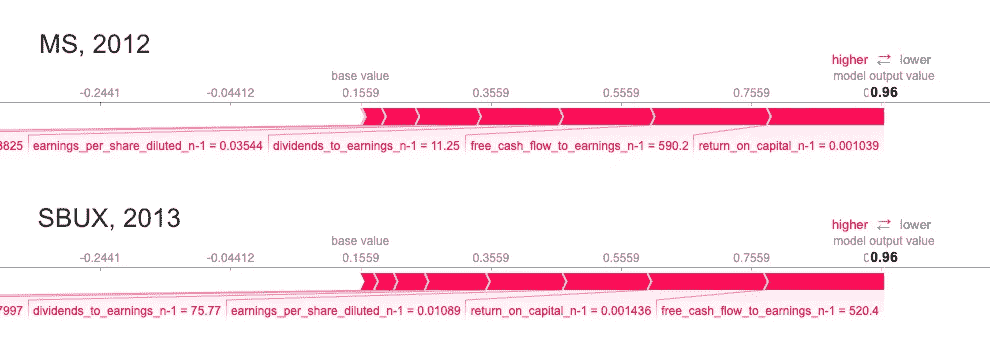 MS, 2012
higher ⇄ lower
base value model output value
-0.2441 -0.04412 0.1559 0.3559 0.5559 0.7559 0.96
3825 earnings_per_share_diluted_n-1 = 0.03544 dividends_to_earnings_n-1 = 11.25 free_cash_flow_to_earnings_n-1 = 590.2 return_on_capital_n-1 = 0.001039
SBUX, 2013
higher ⇄ lower
base value model output value
-0.2441 -0.04412 0.1559 0.3559 0.5559 0.7559 0.96
7997 dividends_to_earnings_n-1 = 75.77 earnings_per_share_diluted_n-1 = 0.01089 return_on_capital_n-1 = 0.001436 free_cash_flow_to_earnings_n-1 = 520.4